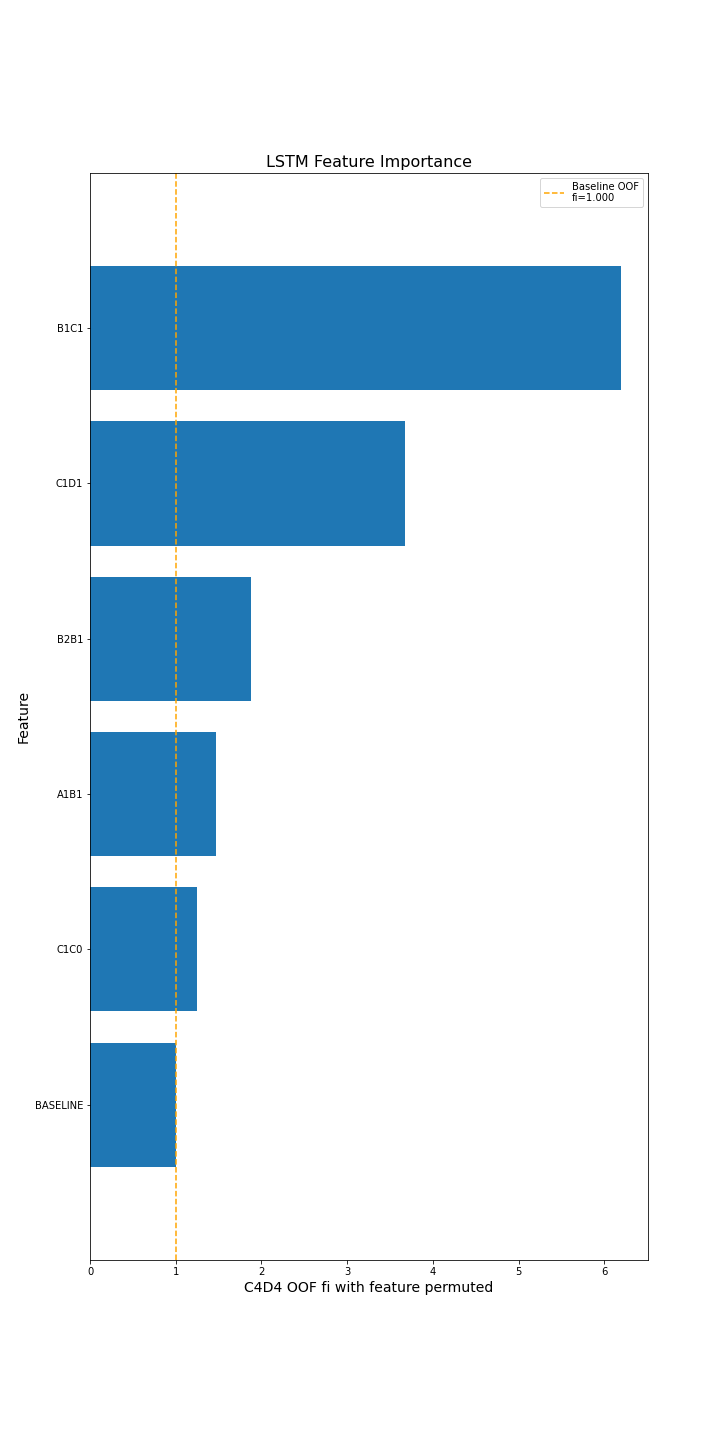 LSTM Feature Importance
Baseline OOF
fi=1.000
B1C1
C1D1
B2B1
A1B1
C1C0
BASELINE
Feature
0 1 2 3 4 5 6
C4D4 OOF fi with feature permuted